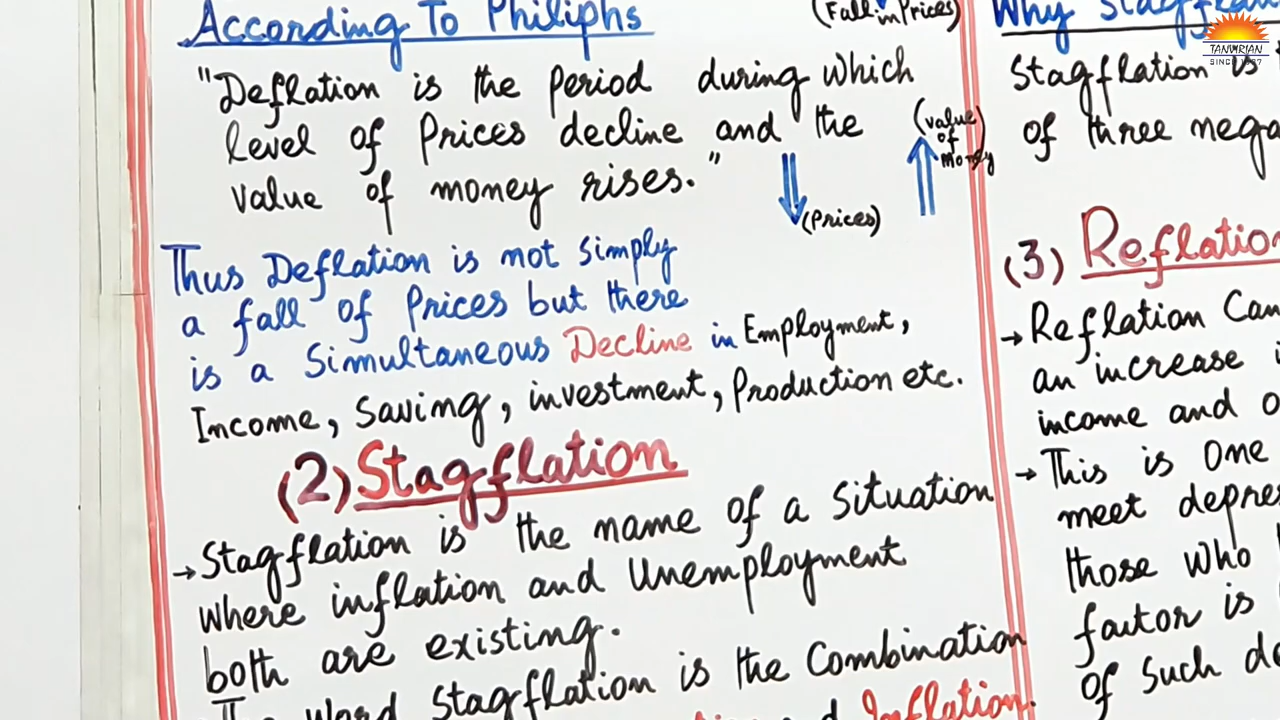 According To Philiphs
(Fall in Prices)
"Deflation is the Period during which
level of Prices decline and the
value of money rises."
(Prices)
(value
of
money
Thus Deflation is not simply
a fall of Prices but there
is a Simultaneous Decline in Employment,
Income, Saving, investment, Production etc.
(2) Stagflation
→ Stagflation is the name of a Situation
where inflation and Unemployment
both are existing.
word Stagflation is the Combination
Inflation.
Why
Stagflation is
of three
(3) Reflation
→ Reflation Can
an increase
income and
→ This is One
meet
those who
factor is
of Such
TANVIRIAN